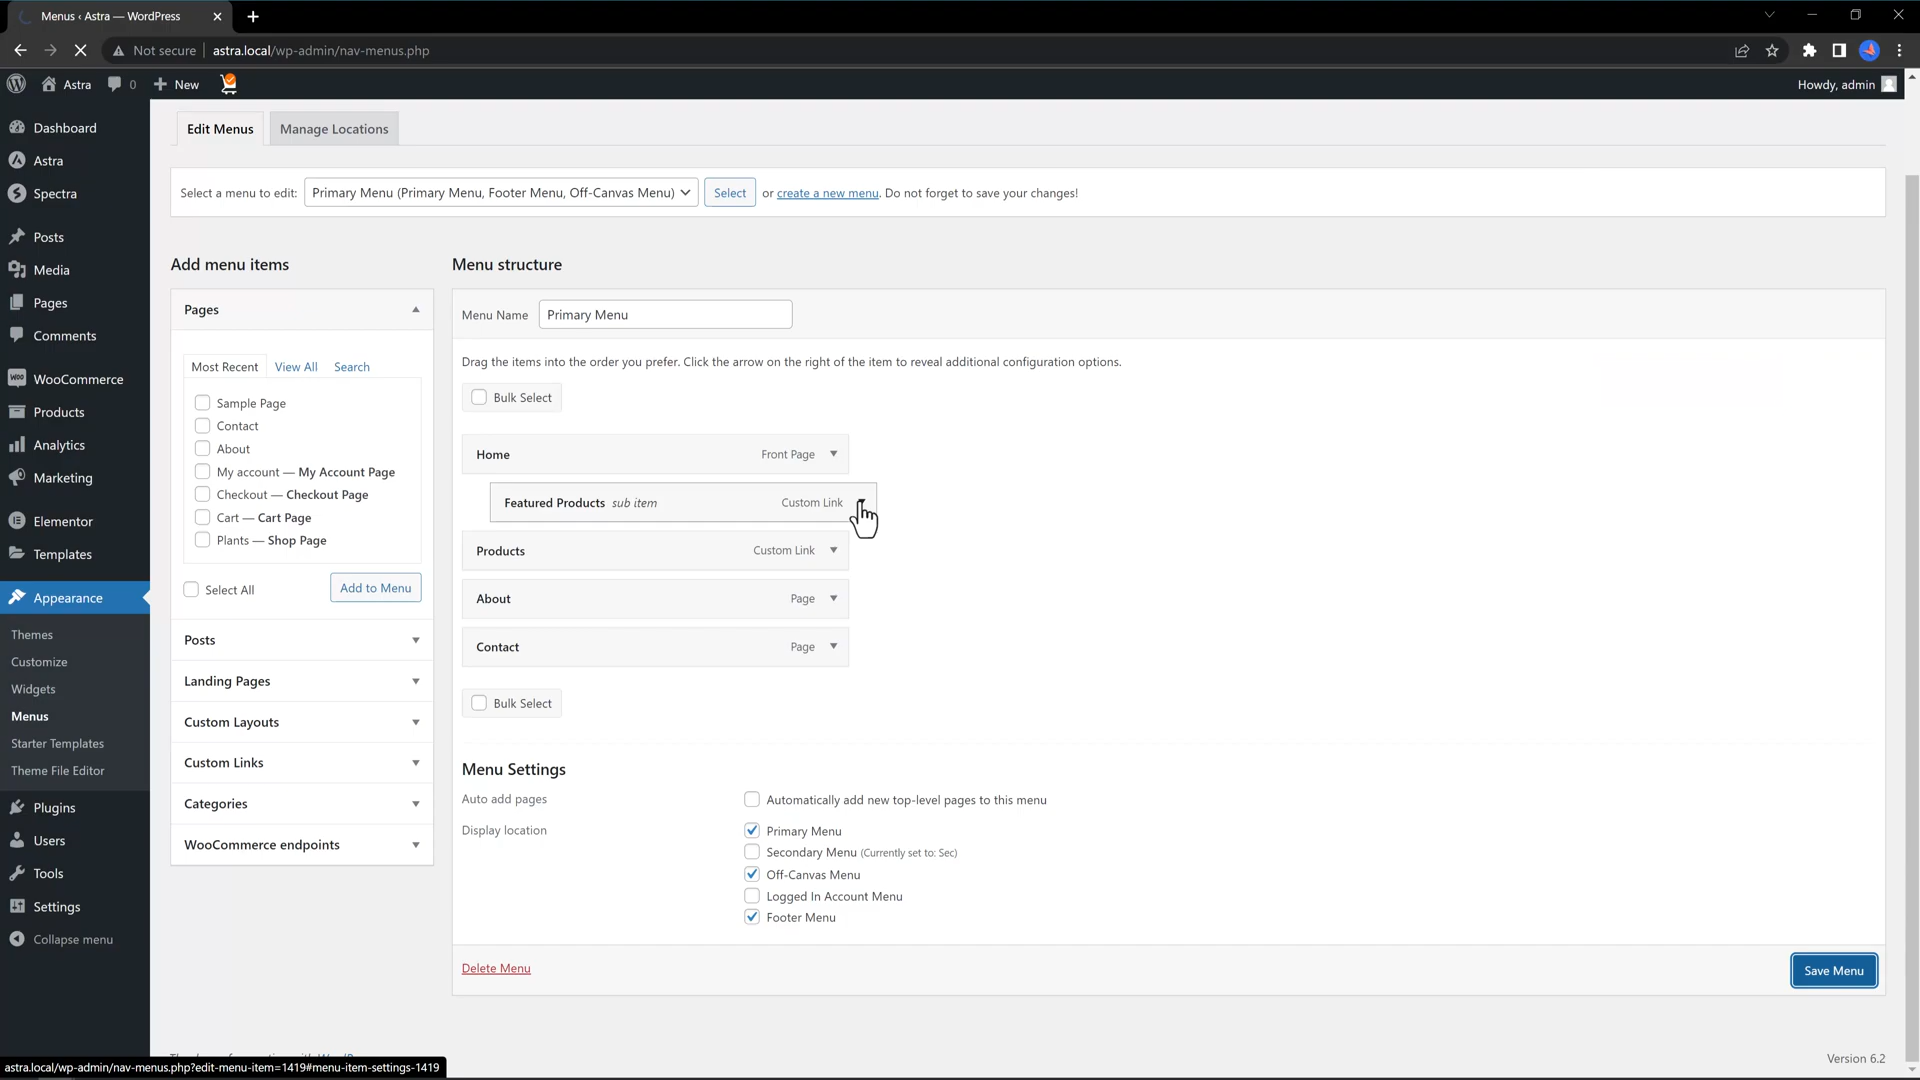 Menus ‹ Astra — WordPress
Not secure astra.local/wp-admin/nav-menus.php
Astra 0 New Howdy, admin
Dashboard
Astra
Spectra
Posts
Media
Pages
Comments
WooCommerce
Products
Analytics
Marketing
Elementor
Templates
Appearance
Themes
Customize
Widgets
Menus
Starter Templates
Theme File Editor
Plugins
Users
Tools
Settings
Collapse menu
Edit Menus Manage Locations
Select a menu to edit: Primary Menu (Primary Menu, Footer Menu, Off-Canvas Menu) Select or create a new menu. Do not forget to save your changes!
Add menu items
Pages
Most Recent View All Search
Sample Page
Contact
About
My account — My Account Page
Checkout — Checkout Page
Cart — Cart Page
Plants — Shop Page
Select All Add to Menu
Posts
Landing Pages
Custom Layouts
Custom Links
Categories
WooCommerce endpoints
Menu structure
Menu Name Primary Menu
Drag the items into the order you prefer. Click the arrow on the right of the item to reveal additional configuration options.
Bulk Select
Home Front Page
Featured Products sub item Custom Link
Products Custom Link
About Page
Contact Page
Bulk Select
Menu Settings
Auto add pages Automatically add new top-level pages to this menu
Display location Primary Menu
Secondary Menu (Currently set to: Sec)
Off-Canvas Menu
Logged In Account Menu
Footer Menu
Delete Menu Save Menu
Version 6.2
astra.local/wp-admin/nav-menus.php?edit-menu-item=1419#menu-item-settings-1419